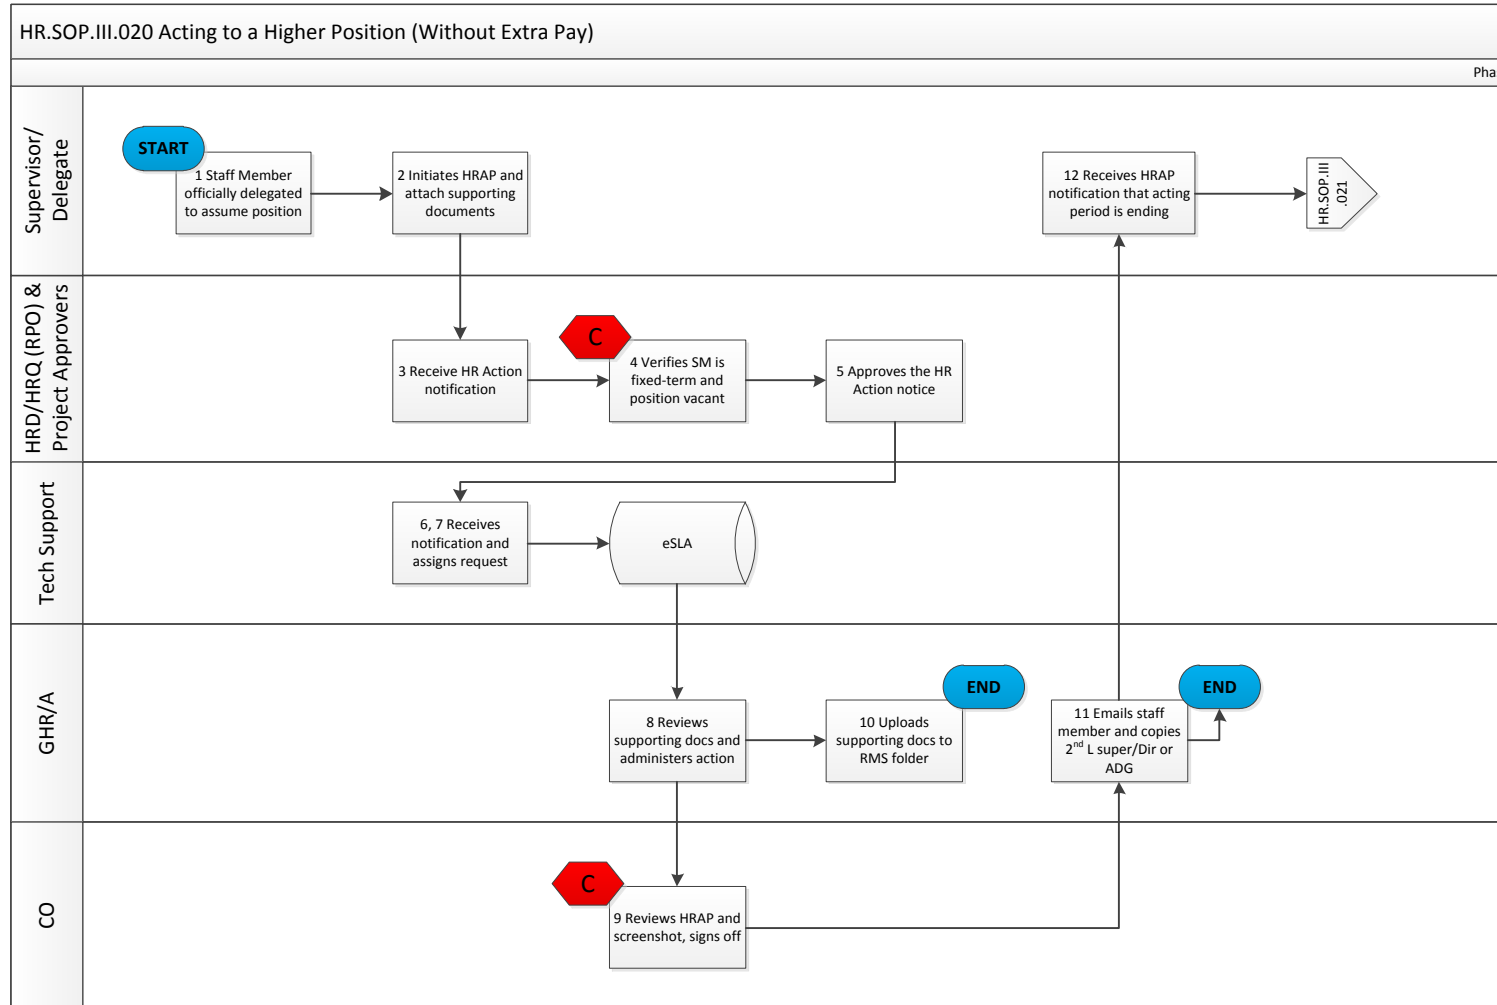 HR.SOP.III.020 Acting to a Higher Position (Without Extra Pay)
Pha
Supervisor/
Delegate
START
1 Staff Member
officially delegated
to assume position
2 Initiates HRAP and
attach supporting
documents
12 Receives HRAP
notification that acting
period is ending
HR.SOP.III
.021
HRD/HRQ (RPO) &
Project Approvers
3 Receive HR Action
notification
C
4 Verifies SM is
fixed-term and
position vacant
5 Approves the HR
Action notice
Tech Support
6, 7 Receives
notification and
assigns request
eSLA
GHR/A
8 Reviews
supporting docs and
administers action
END
10 Uploads
supporting docs to
RMS folder
END
11 Emails staff
member and copies
2nd L super/Dir or
ADG
CO
C
9 Reviews HRAP and
screenshot, signs off